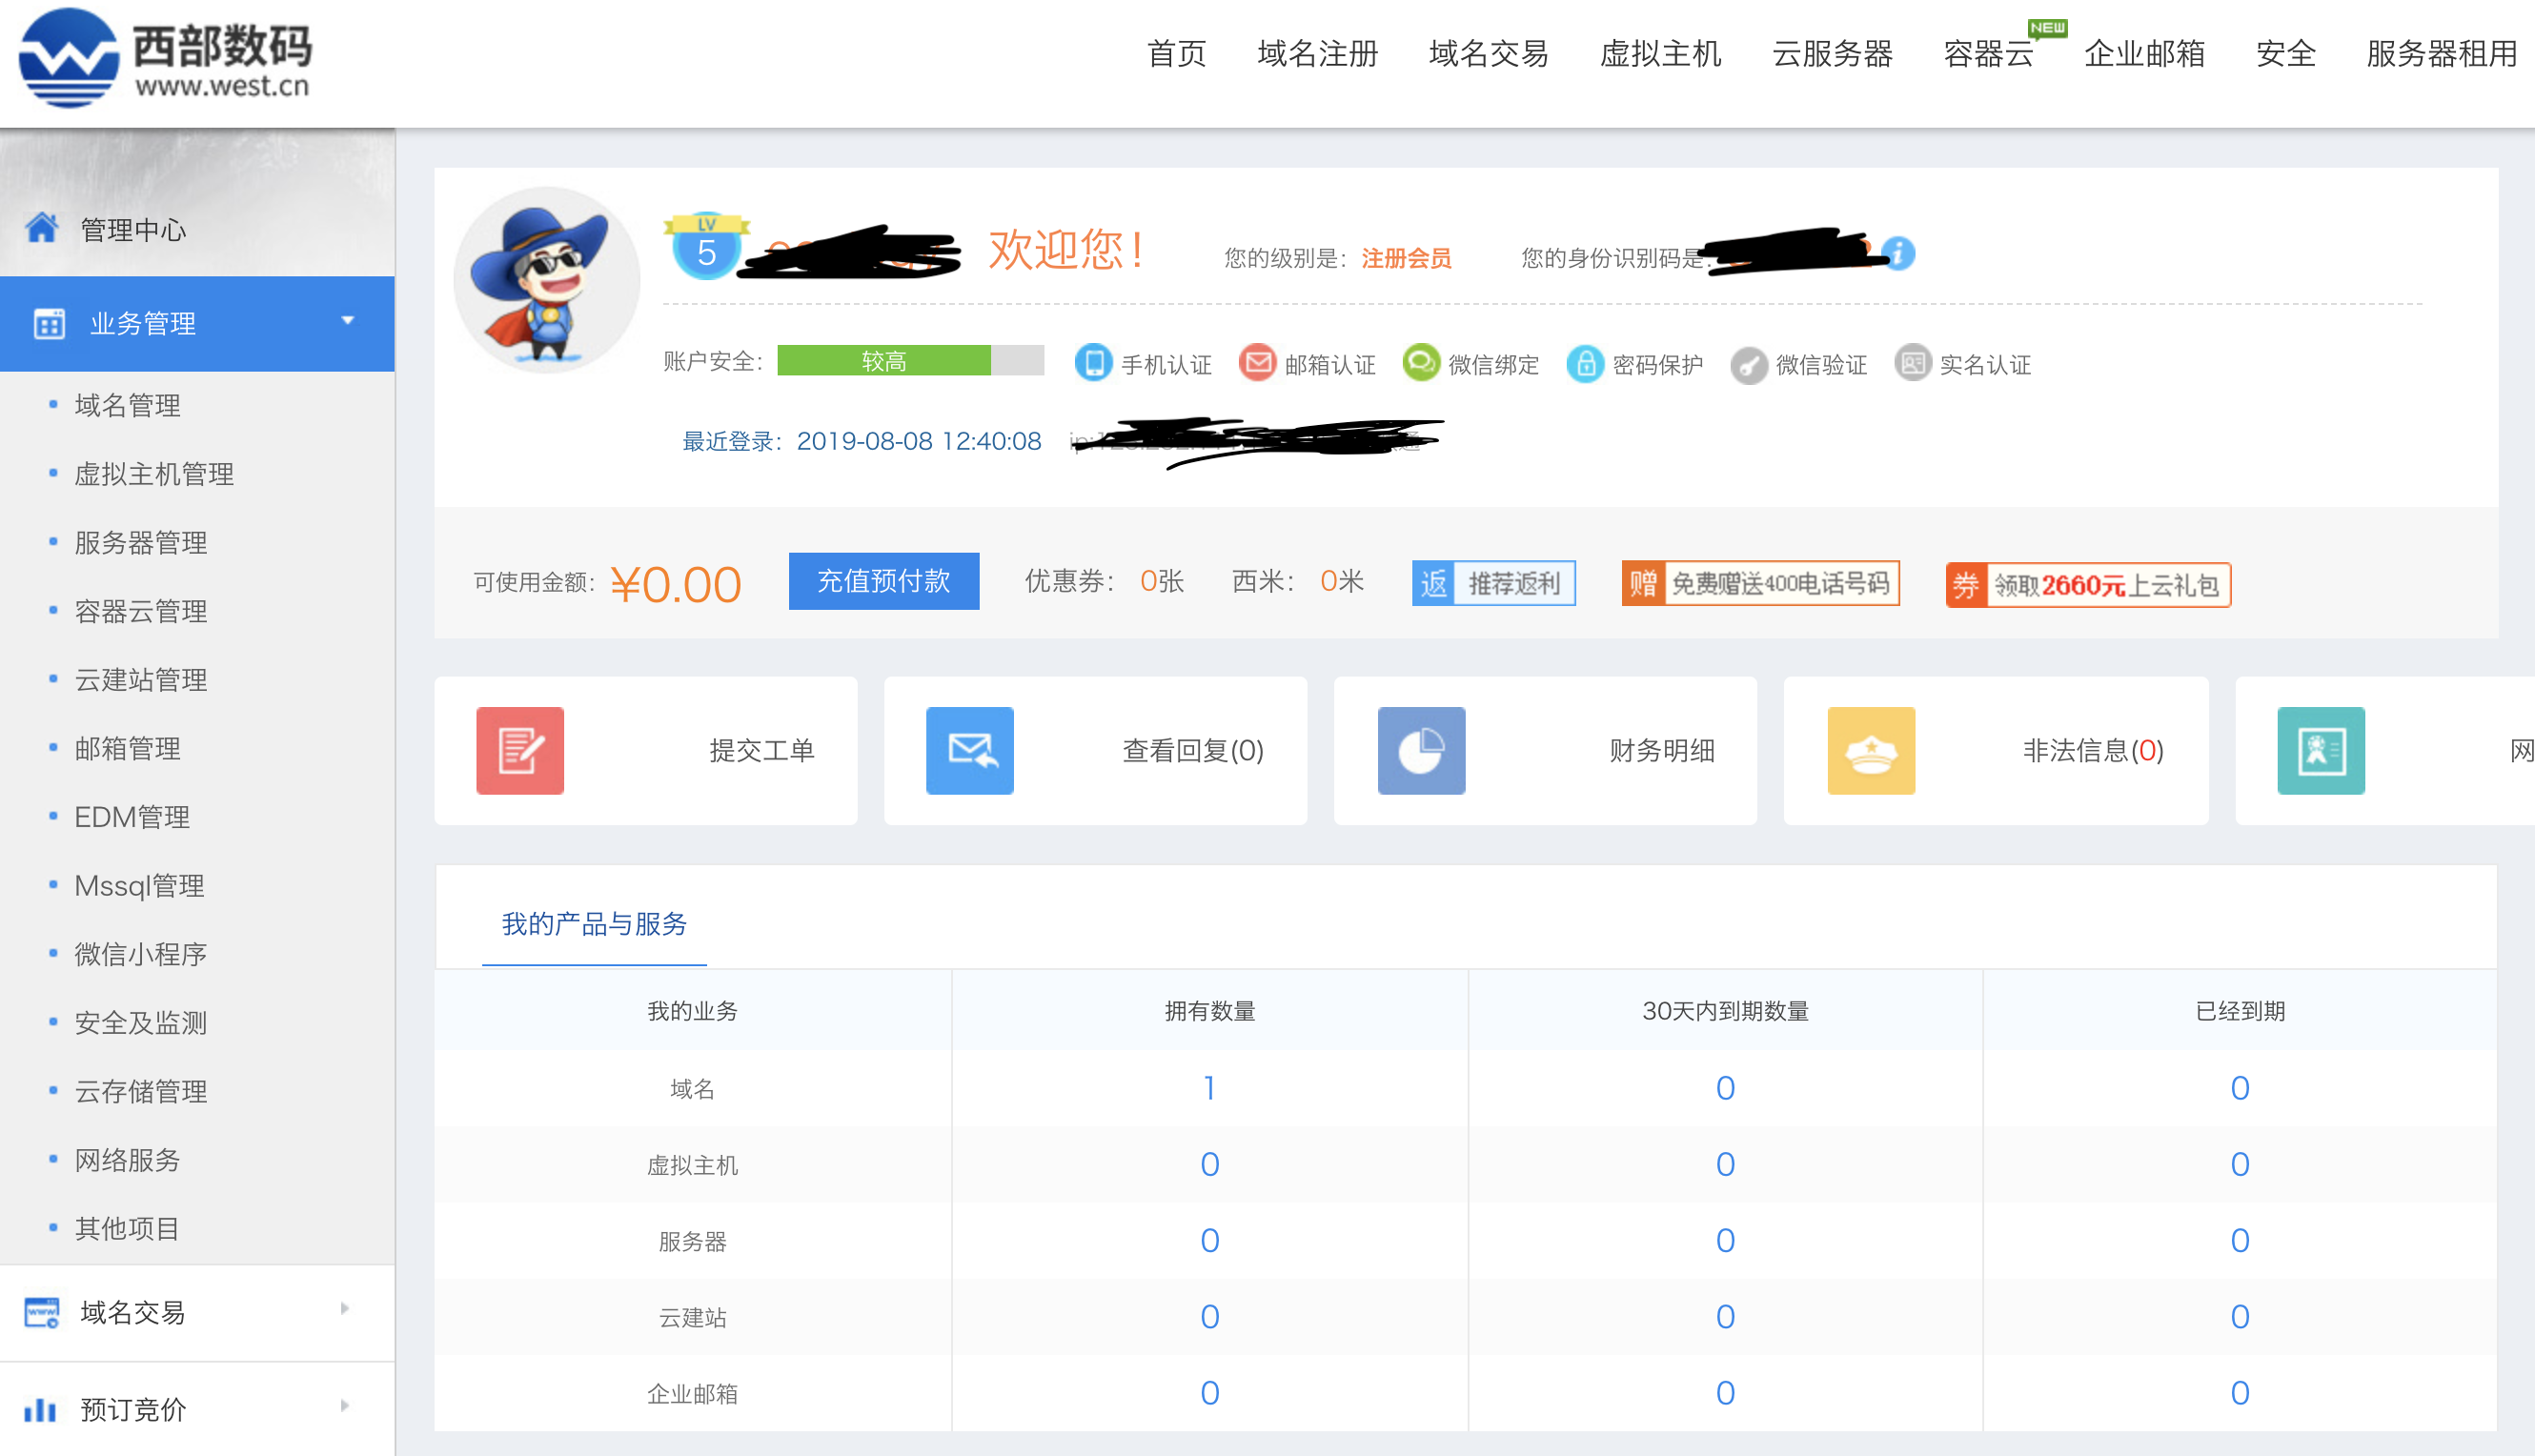 西部数码
www.west.cn
首页 域名注册 域名交易 虚拟主机 云服务器 容器云 NEW 企业邮箱 安全 服务器租用
管理中心
业务管理
域名管理
虚拟主机管理
服务器管理
容器云管理
云建站管理
邮箱管理
EDM管理
Mssql管理
微信小程序
安全及监测
云存储管理
网络服务
其他项目
域名交易
预订竞价
LV
5
欢迎您！ 您的级别是：注册会员 您的身份识别码是：
账户安全： 较高 手机认证 邮箱认证 微信绑定 密码保护 微信验证 实名认证
最近登录：2019-08-08 12:40:08
可使用金额：¥0.00 充值预付款 优惠券：0张 西米：0米 返 推荐返利 赠 免费赠送400电话号码 券 领取2660元上云礼包
提交工单 查看回复(0) 财务明细 非法信息(0) 网
我的产品与服务
我的业务 拥有数量 30天内到期数量 已经到期
域名 1 0 0
虚拟主机 0 0 0
服务器 0 0 0
云建站 0 0 0
企业邮箱 0 0 0